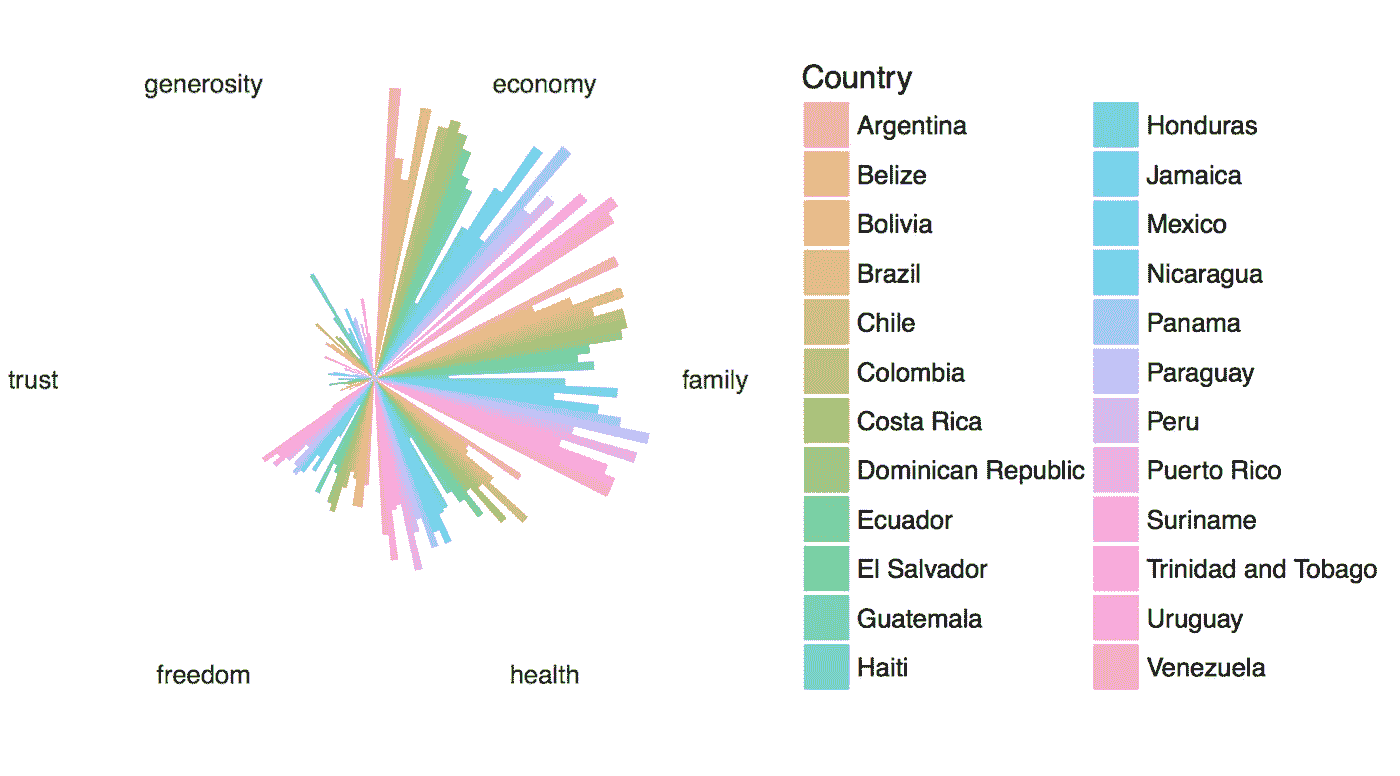 generosity
economy
trust
family
freedom
health
Country
Argentina
Belize
Bolivia
Brazil
Chile
Colombia
Costa Rica
Dominican Republic
Ecuador
El Salvador
Guatemala
Haiti
Honduras
Jamaica
Mexico
Nicaragua
Panama
Paraguay
Peru
Puerto Rico
Suriname
Trinidad and Tobago
Uruguay
Venezuela